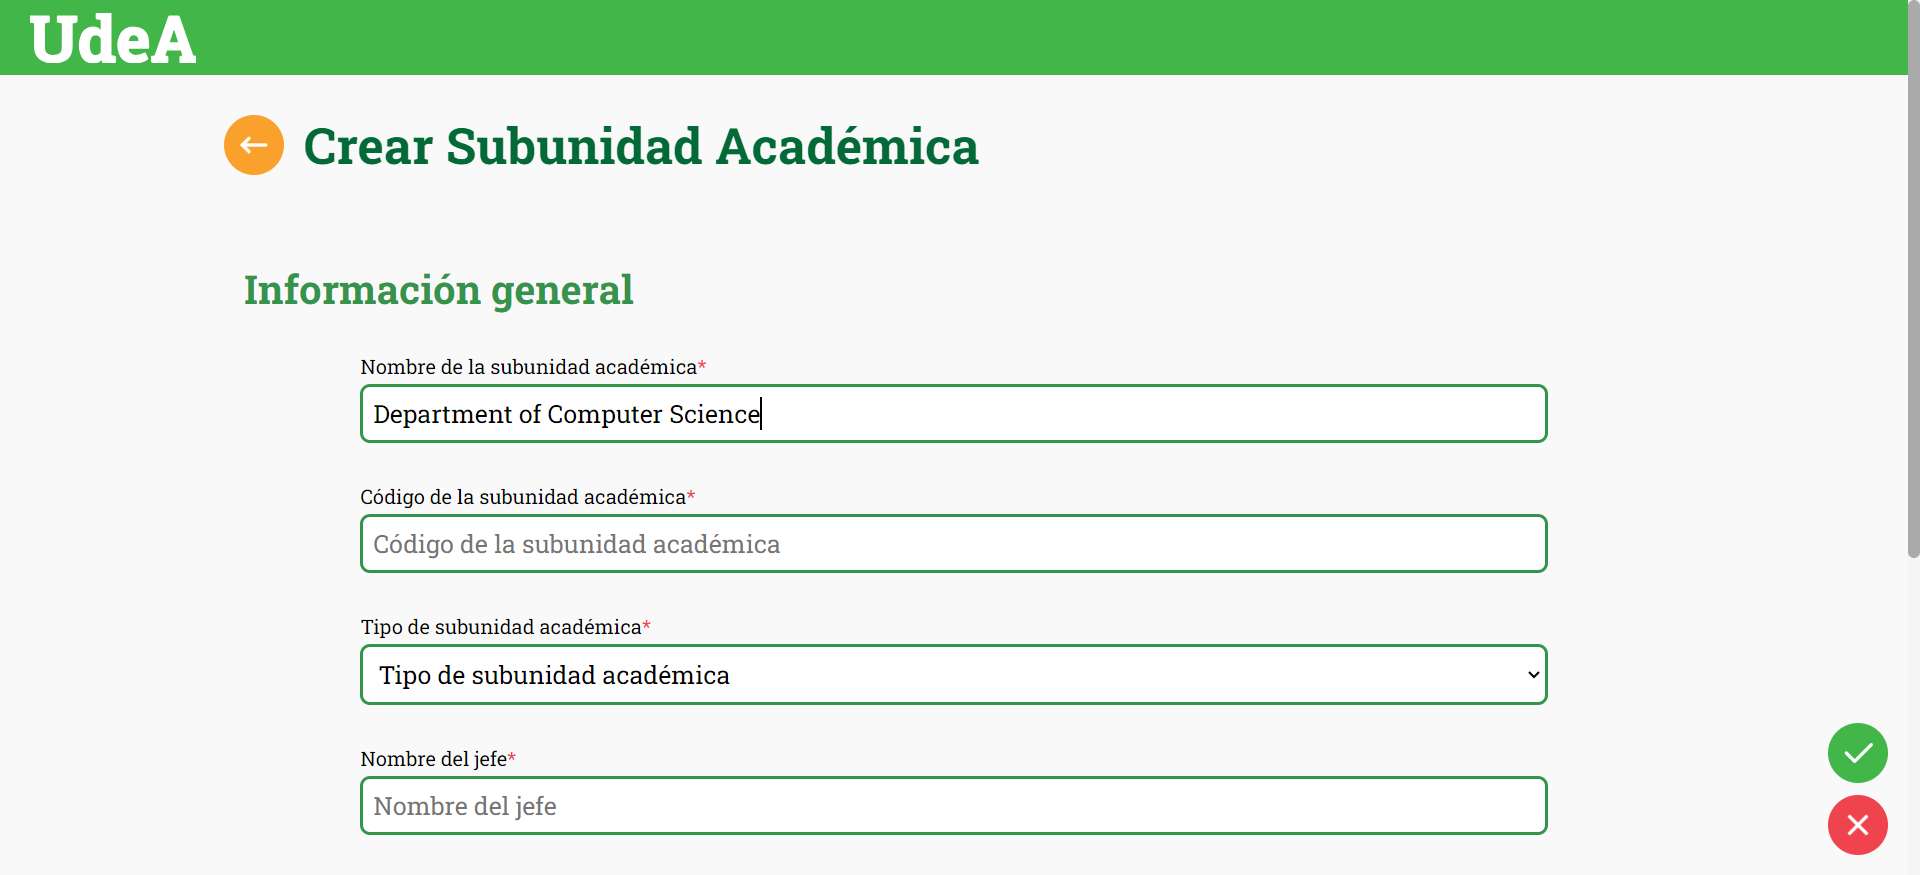 UdeA
Crear Subunidad Académica
Información general
Nombre de la subunidad académica*
Department of Computer Science
Código de la subunidad académica*
Código de la subunidad académica
Tipo de subunidad académica*
Tipo de subunidad académica
Nombre del jefe*
Nombre del jefe